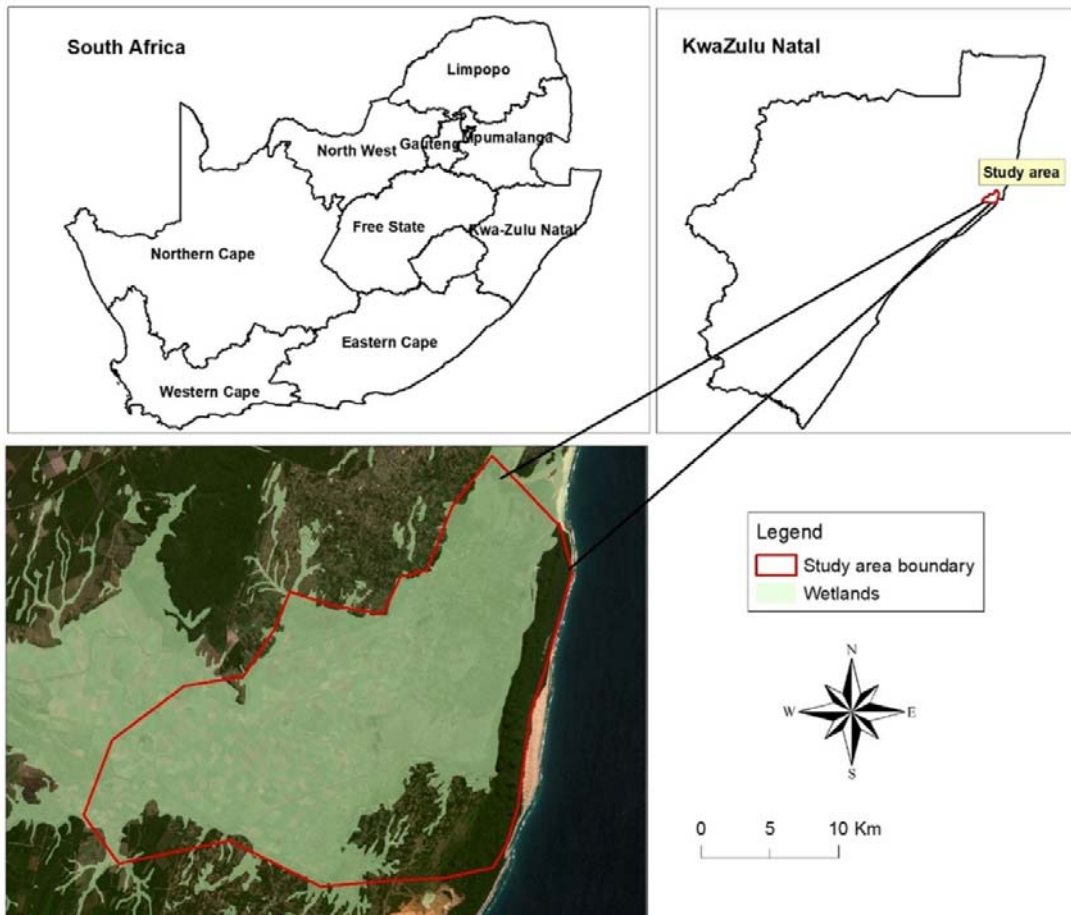 South Africa
Limpopo
North West
Gauteng
Mpumalanga
Free State
Kwa-Zulu Natal
Northern Cape
Eastern Cape
Western Cape
KwaZulu Natal
Study area
Legend
Study area boundary
Wetlands
N
W E
S
0 5 10 Km